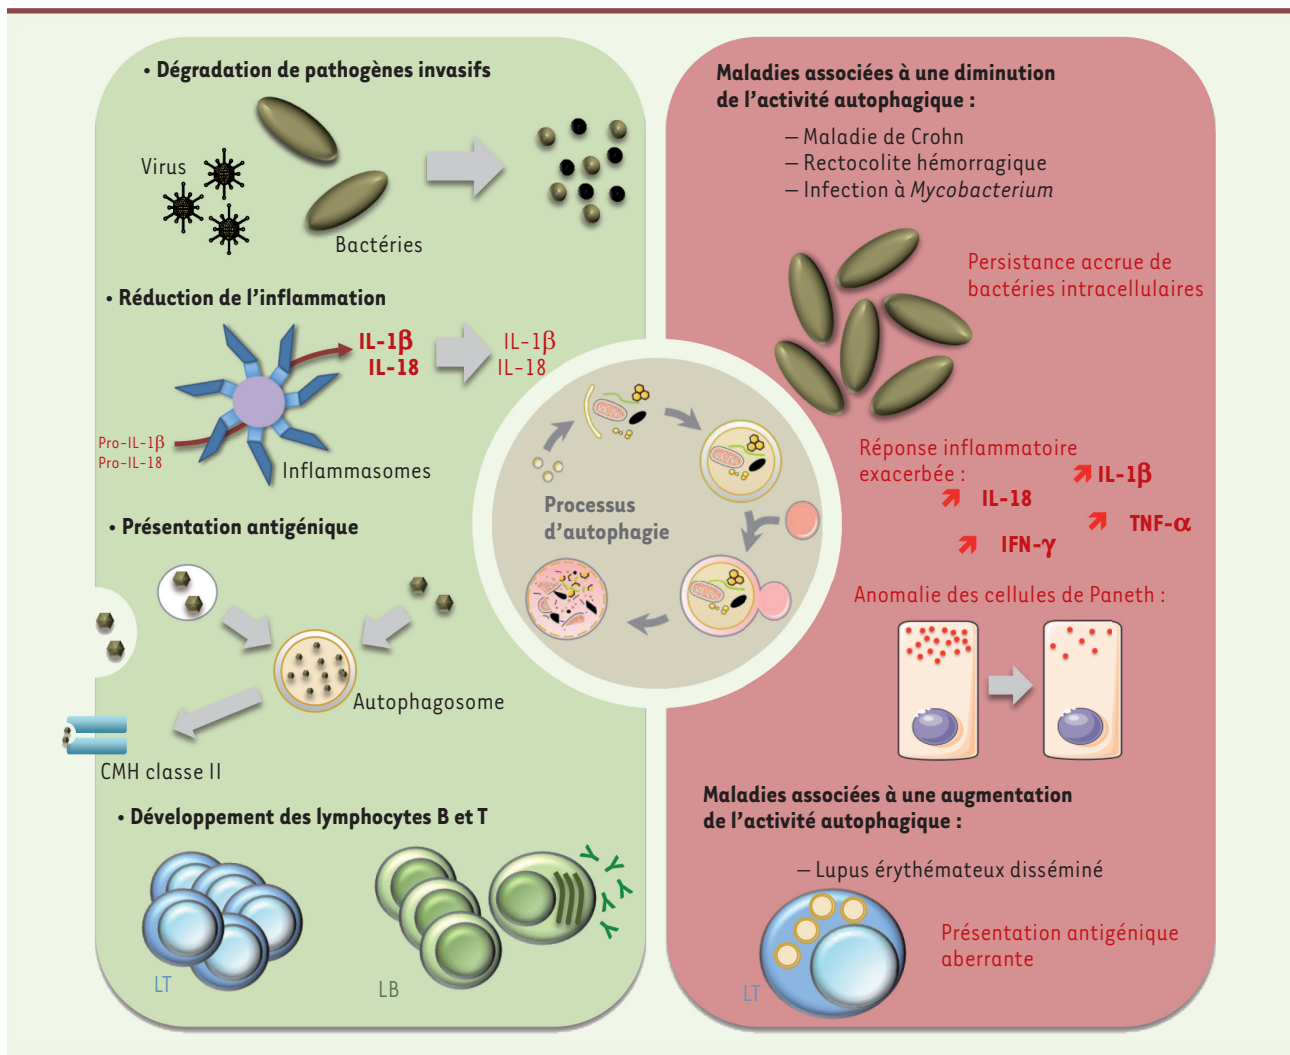 • Dégradation de pathogènes invasifs
Virus
Bactéries
• Réduction de l’inflammation
IL-1β
IL-18
IL-1β
IL-18
Pro-IL-1β
Pro-IL-18
Inflammasomes
• Présentation antigénique
Autophagosome
CMH classe II
• Développement des lymphocytes B et T
LT
LB
Processus
d’autophagie
Maladies associées à une diminution
de l’activité autophagique :
– Maladie de Crohn
– Rectocolite hémorragique
– Infection à Mycobacterium
Persistance accrue de
bactéries intracellulaires
Réponse inflammatoire
exacerbée :
IL-1β
IL-18
TNF-α
IFN-γ
Anomalie des cellules de Paneth :
Maladies associées à une augmentation
de l’activité autophagique :
– Lupus érythémateux disséminé
Présentation antigénique
aberrante
LT